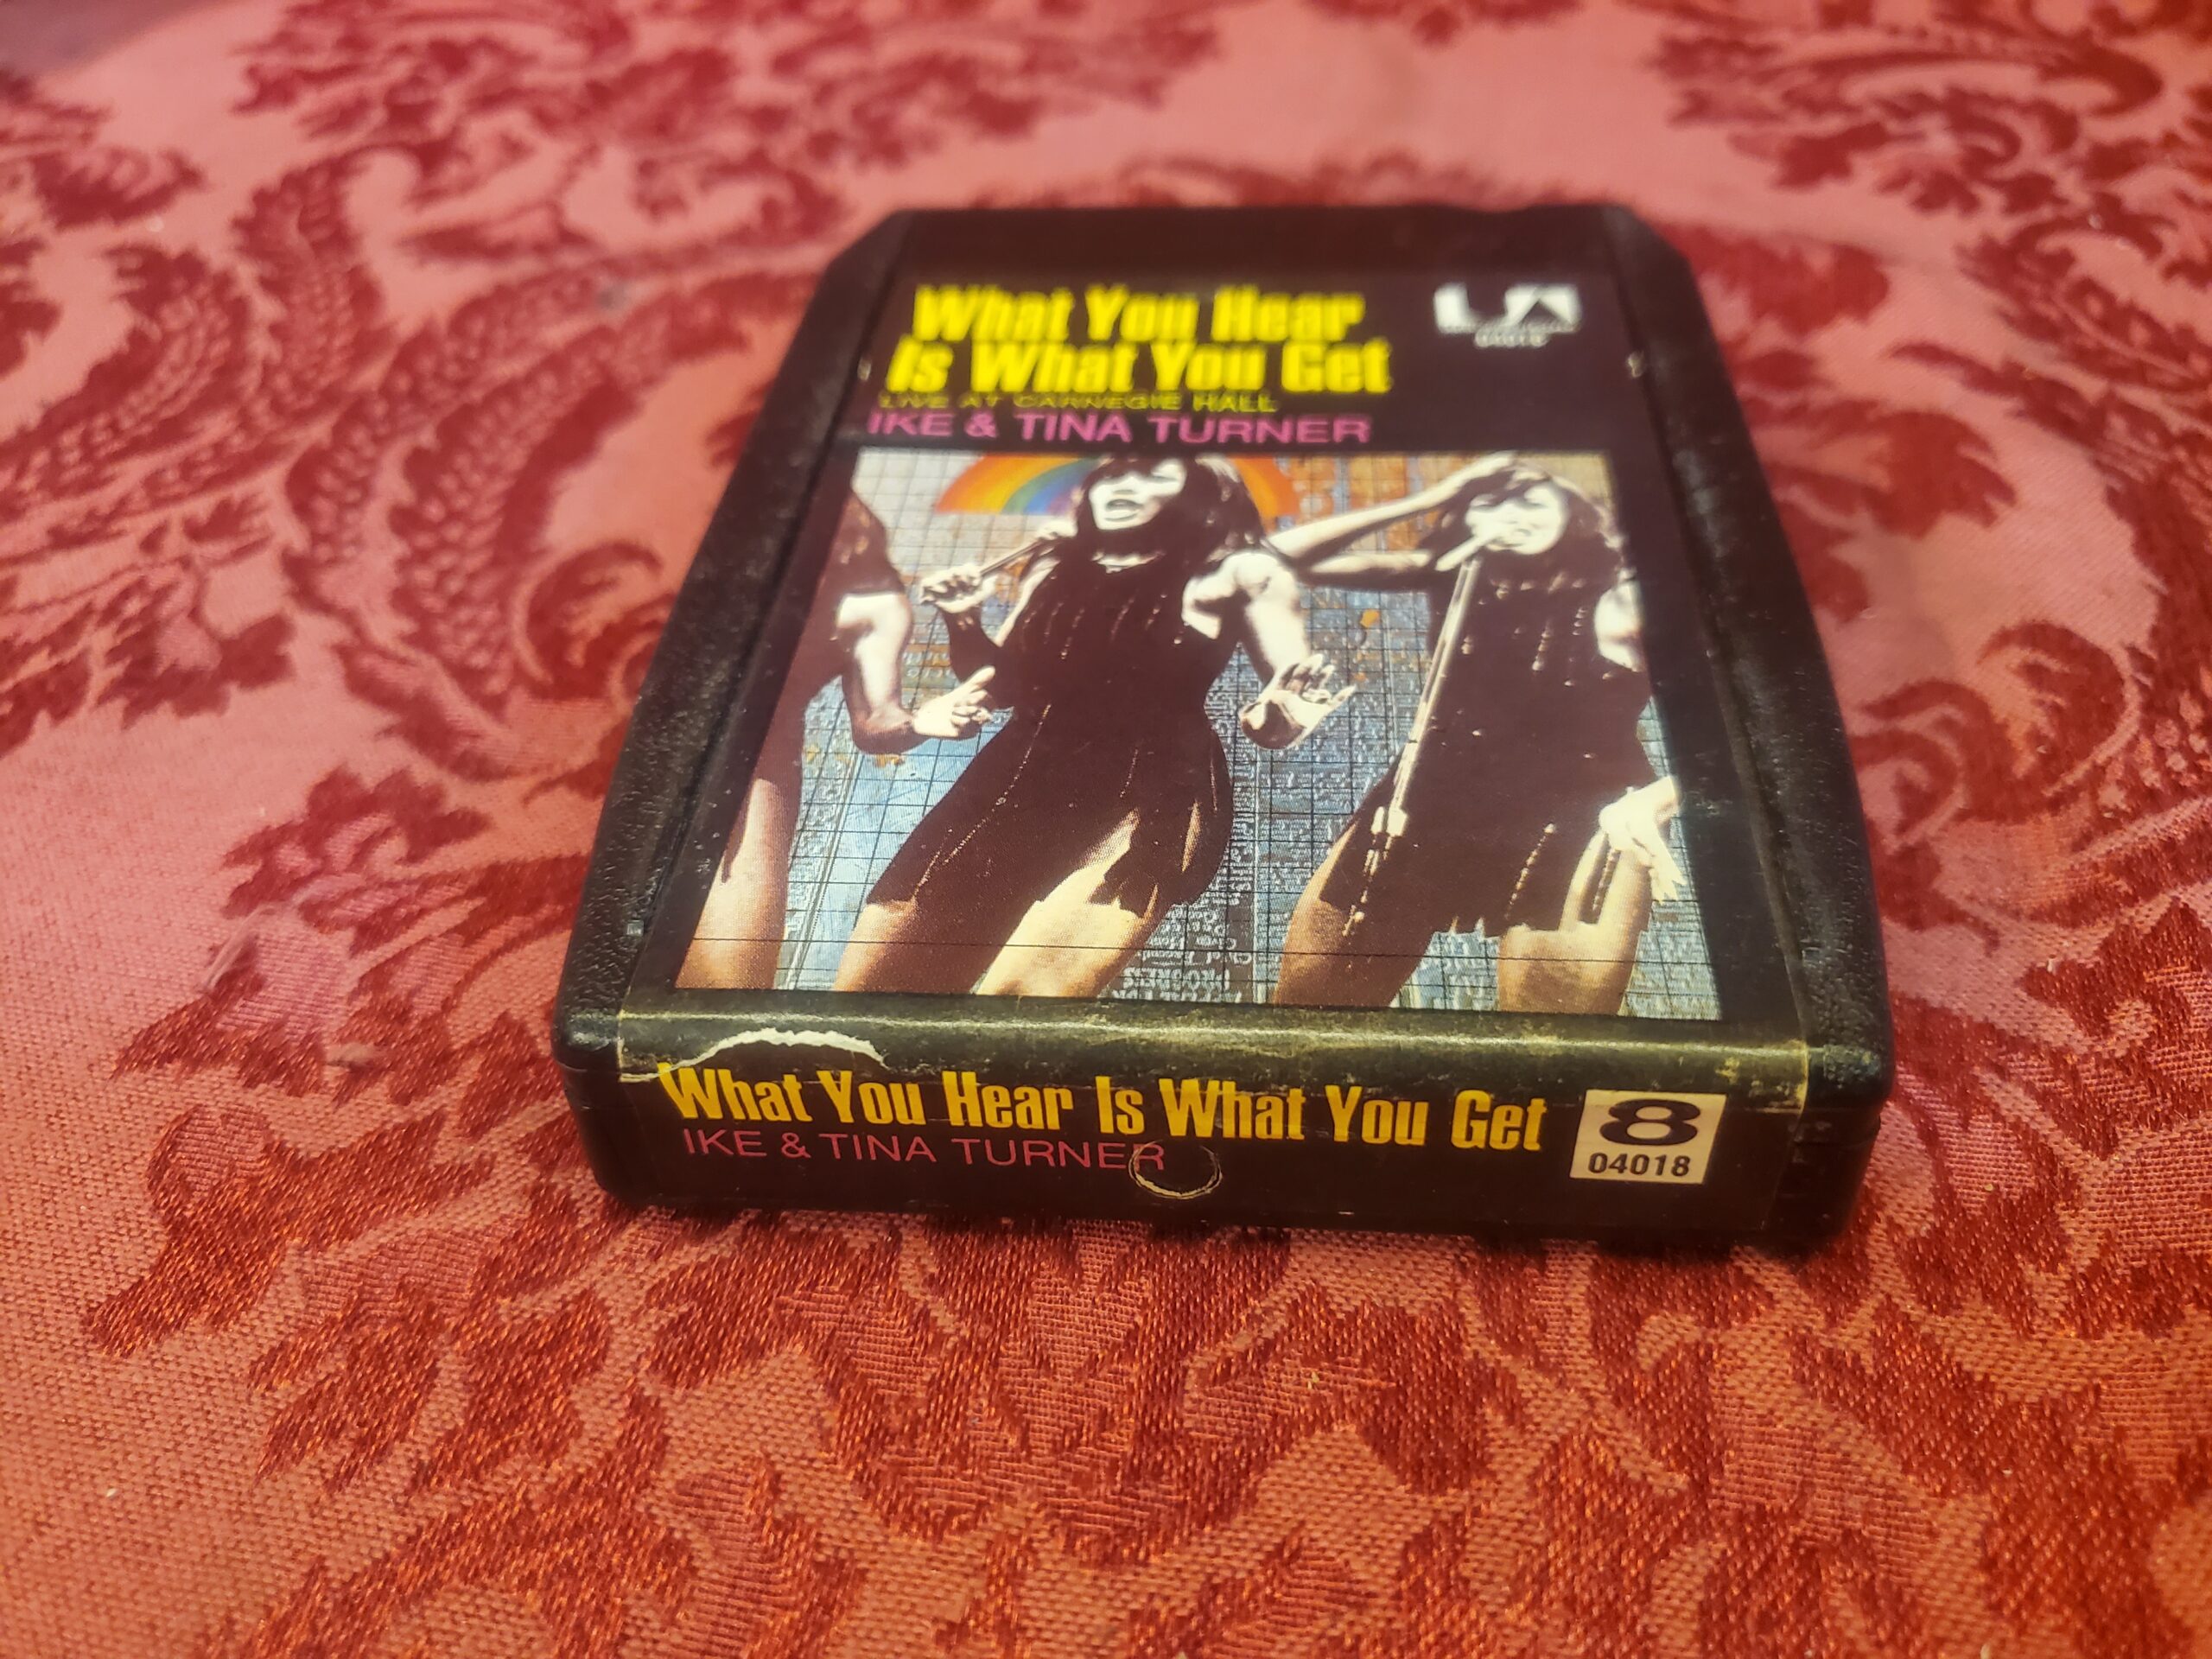 What You Hear
Is What You Get
LIVE AT CARNEGIE HALL
IKE & TINA TURNER
UA
What You Hear Is What You Get
IKE & TINA TURNER
8
04018